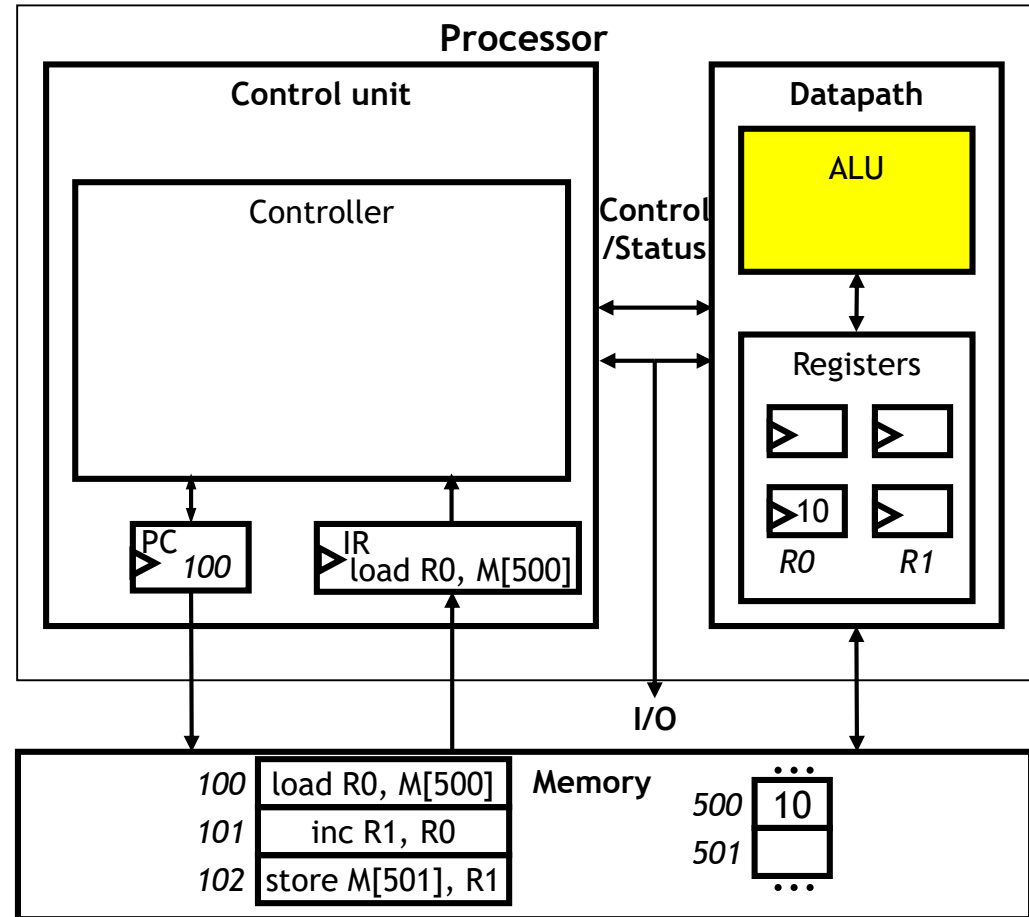 Processor
Control unit
Controller
PC
100
IR
load R0, M[500]
Control
/Status
Datapath
ALU
Registers
10
R0
R1
I/O
Memory
100 load R0, M[500]
101 inc R1, R0
102 store M[501], R1
...
500 10
501
...